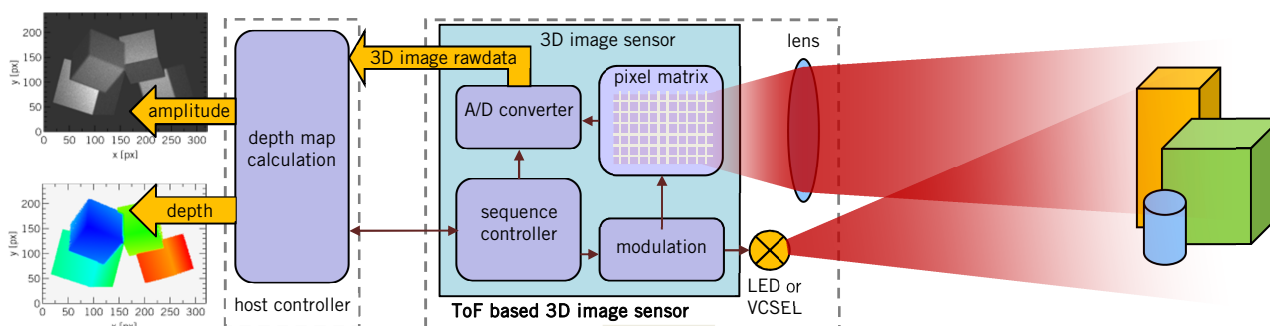 200
150
100
50
0
y [px]
0 50 100 150 200 250 300
x [px]
amplitude
200
150
100
50
0
y [px]
0 50 100 150 200 250 300
x [px]
depth
depth map
calculation
host controller
3D image rawdata
3D image sensor
A/D converter
pixel matrix
sequence
controller
modulation
ToF based 3D image sensor
lens
LED or
VCSEL